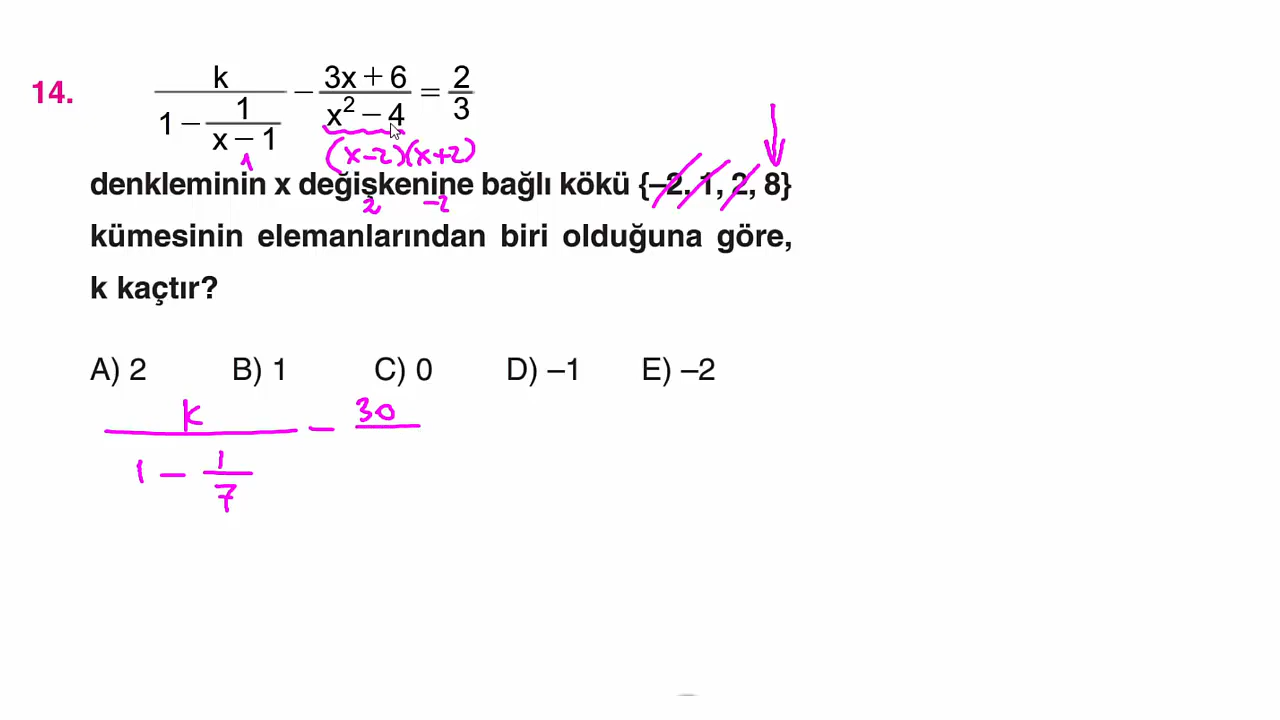 14. k / (1 − 1/(x − 1)) − (3x + 6)/(x² − 4) = 2/3
1 (x−2)(x+2)
denkleminin x değişkenine bağlı kökü {–2, 1, 2, 8}
2 −2
kümesinin elemanlarından biri olduğuna göre,
k kaçtır?
A) 2 B) 1 C) 0 D) –1 E) –2
k / (1 − 1/7) − 30